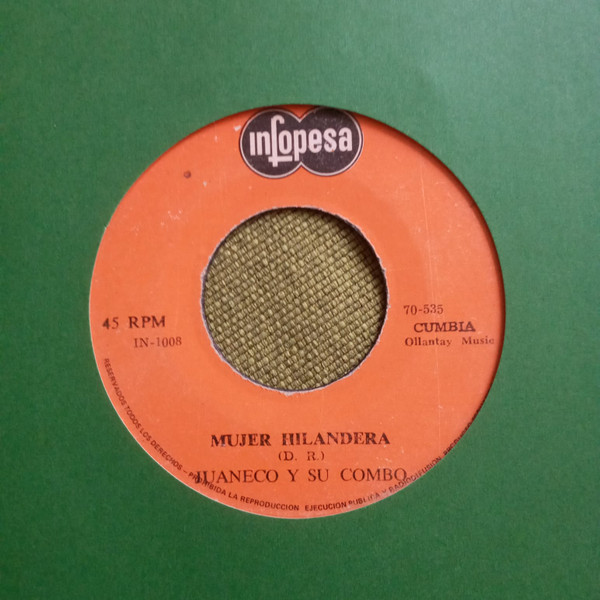 infopesa
45 RPM
IN-1008
70-535
CUMBIA
Ollantay Music
MUJER HILANDERA
(D. R.)
JUANECO Y SU COMBO
RESERVADOS TODOS LOS DERECHOS - PROHIBIDA LA REPRODUCCION EJECUCION PUBLICA Y RADIODIFUSION